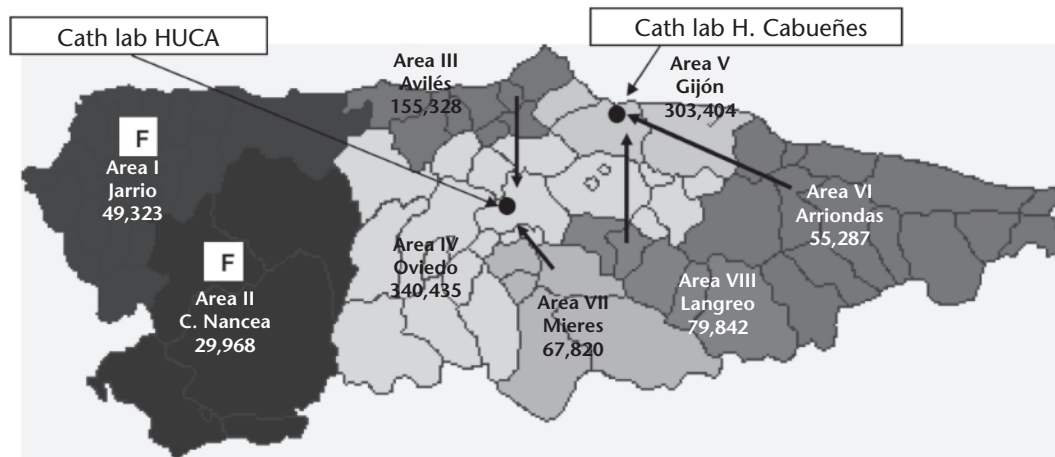 Cath lab HUCA
Cath lab H. Cabueñes
Area III
Avilés
155,328
Area V
Gijón
303,404
F
Area I
Jarrio
49,323
F
Area II
C. Nancea
29,968
Area IV
Oviedo
340,435
Area VII
Mieres
67,820
Area VIII
Langreo
79,842
Area VI
Arriondas
55,287